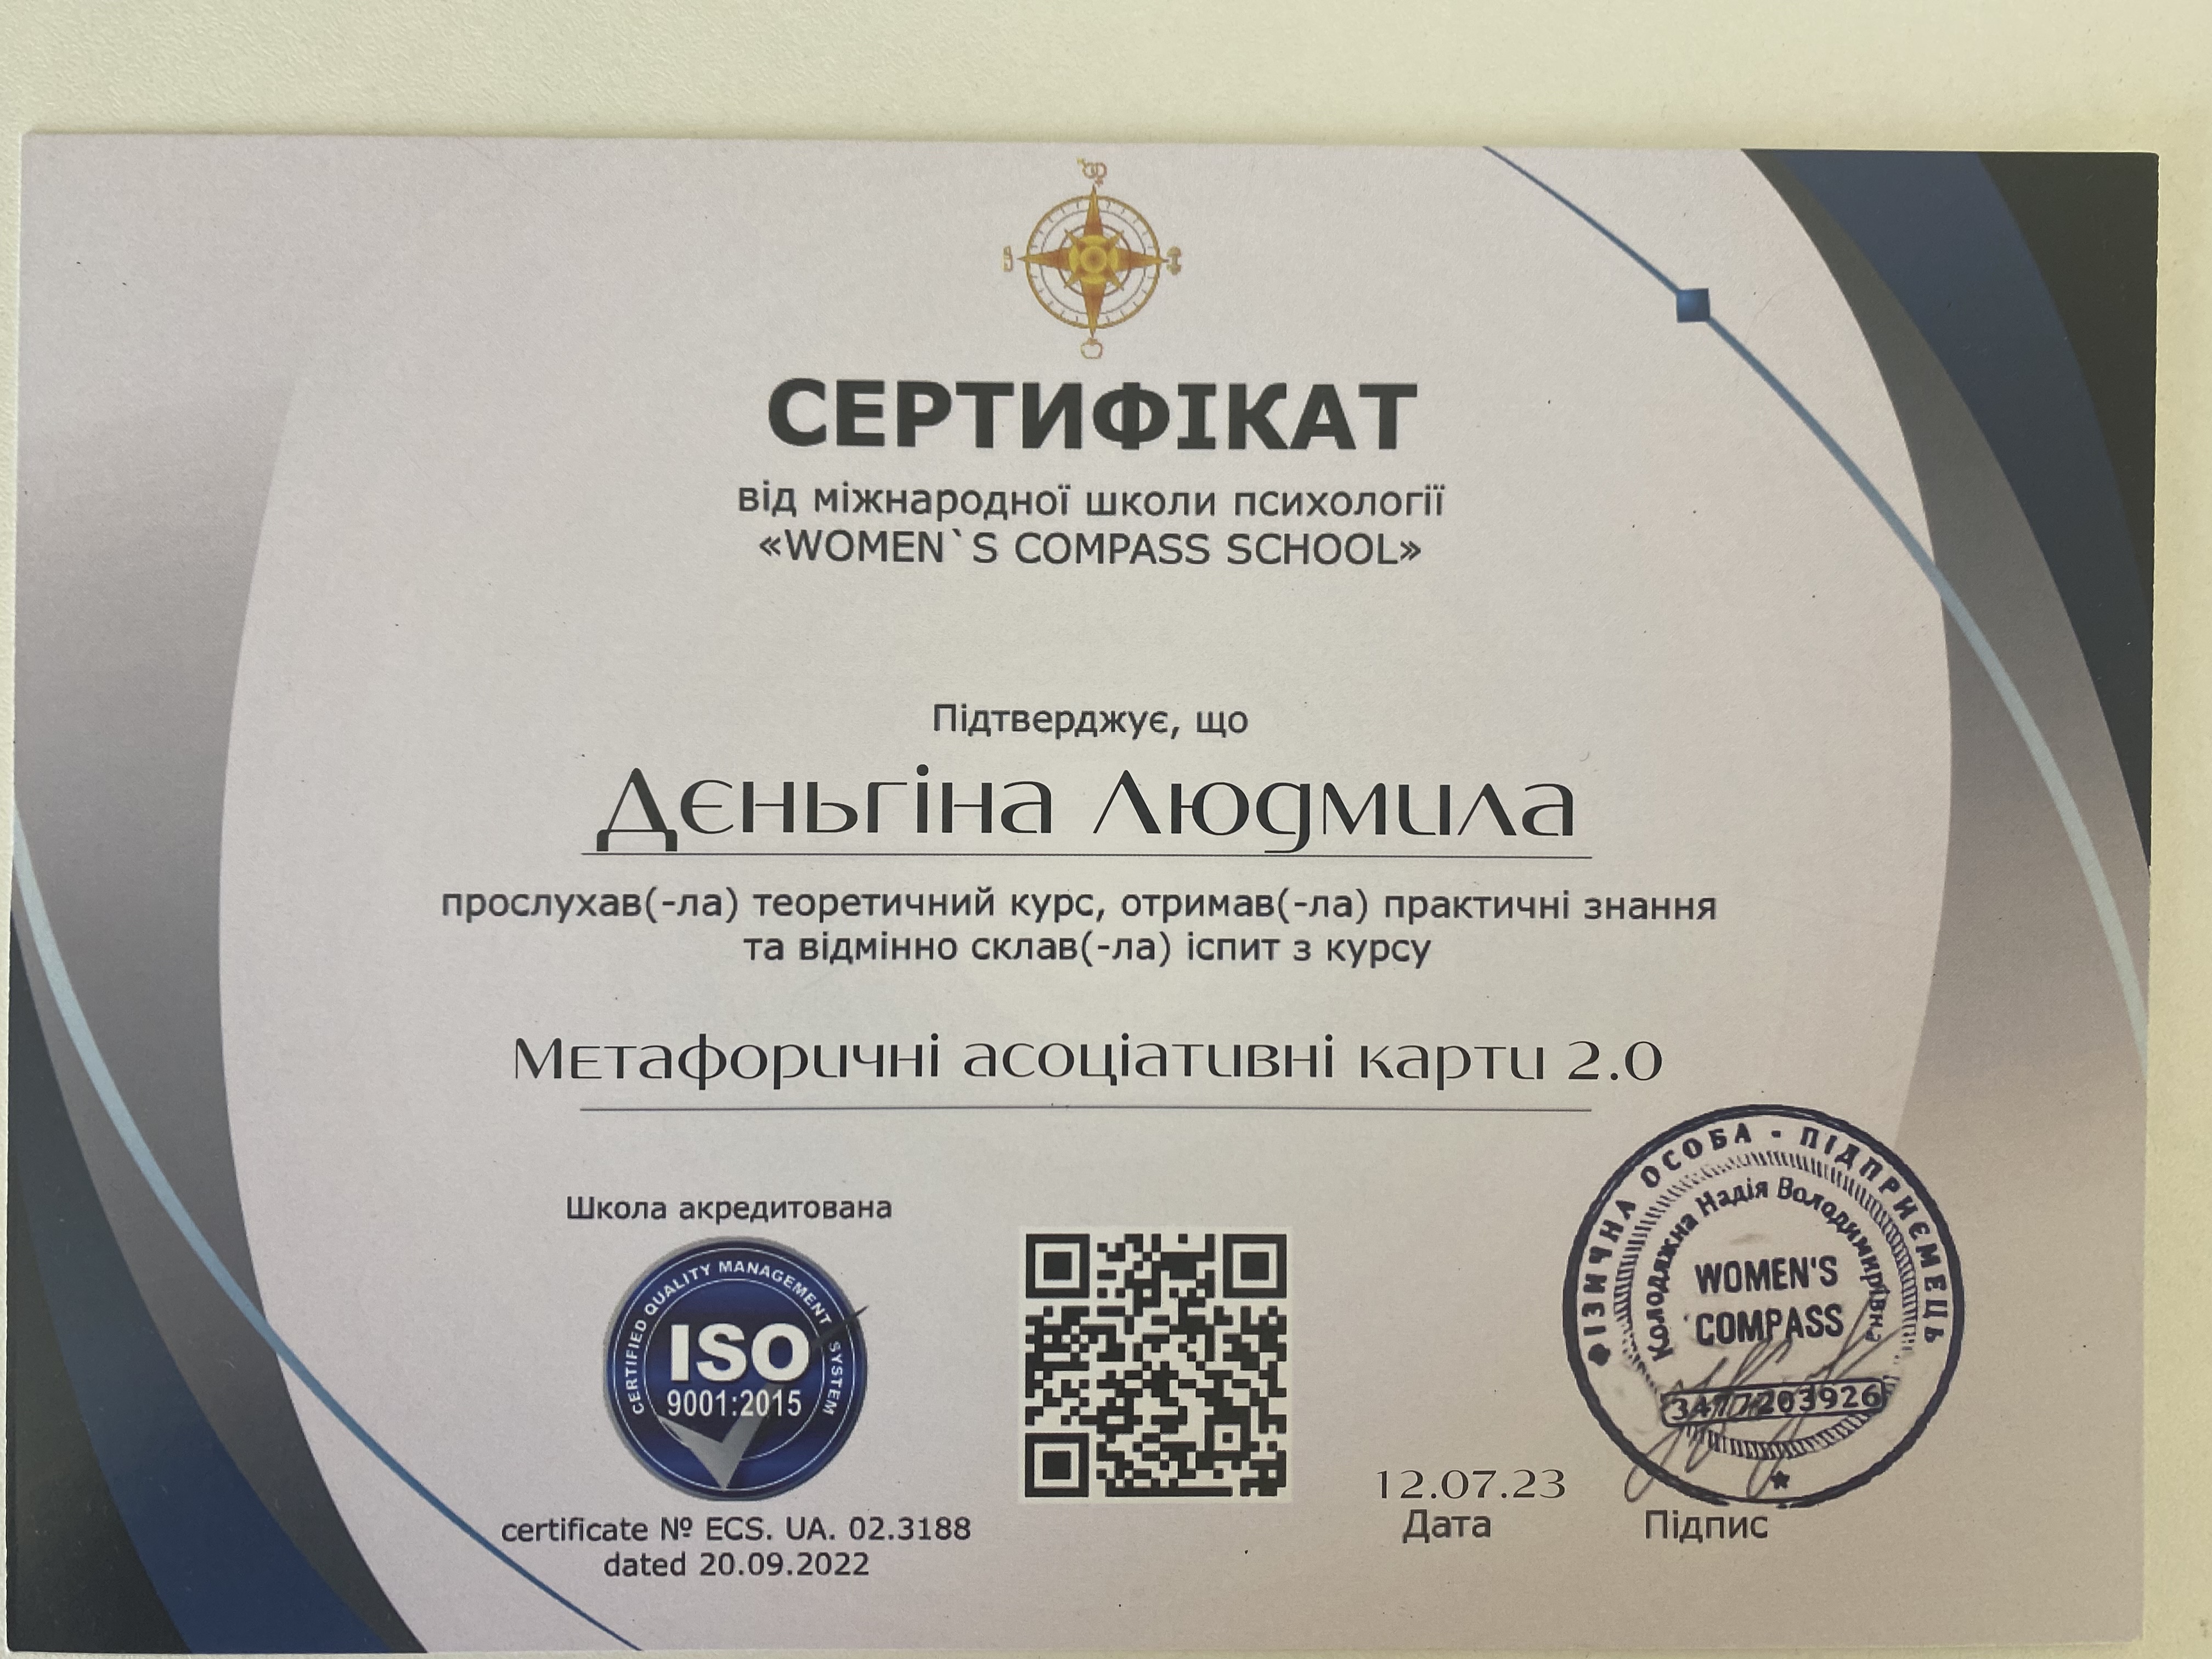 СЕРТИФІКАТ
від міжнародної школи психології
«WOMEN`S COMPASS SCHOOL»
Підтверджує, що
Дєньгіна Людмила
прослухав(-ла) теоретичний курс, отримав(-ла) практичні знання
та відмінно склав(-ла) іспит з курсу
Метафоричні асоціативні карти 2.0
Школа акредитована
CERTIFIED QUALITY MANAGEMENT SYSTEM
ISO
9001:2015
certificate № ECS. UA. 02.3188
dated 20.09.2022
12.07.23
Дата
ФІЗИЧНА ОСОБА - ПІДПРИЄМЕЦЬ
Колодяжна Надія Володимирівна
WOMEN'S
COMPASS
3477203926
Підпис